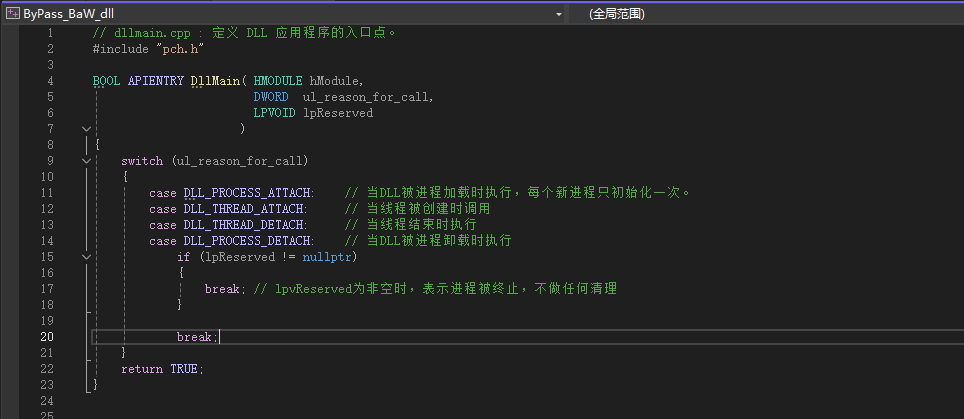 ByPass_BaW_dll (全局范围)
1 // dllmain.cpp : 定义 DLL 应用程序的入口点。
2 #include "pch.h"
3
4 BOOL APIENTRY DllMain( HMODULE hModule,
5 DWORD ul_reason_for_call,
6 LPVOID lpReserved
7 )
8 {
9 switch (ul_reason_for_call)
10 {
11 case DLL_PROCESS_ATTACH: // 当DLL被进程加载时执行，每个新进程只初始化一次。
12 case DLL_THREAD_ATTACH: // 当线程被创建时调用
13 case DLL_THREAD_DETACH: // 当线程结束时执行
14 case DLL_PROCESS_DETACH: // 当DLL被进程卸载时执行
15 if (lpReserved != nullptr)
16 {
17 break; // lpvReserved为非空时，表示进程被终止，不做任何清理
18 }
19
20 break;
21 }
22 return TRUE;
23 }
24
25